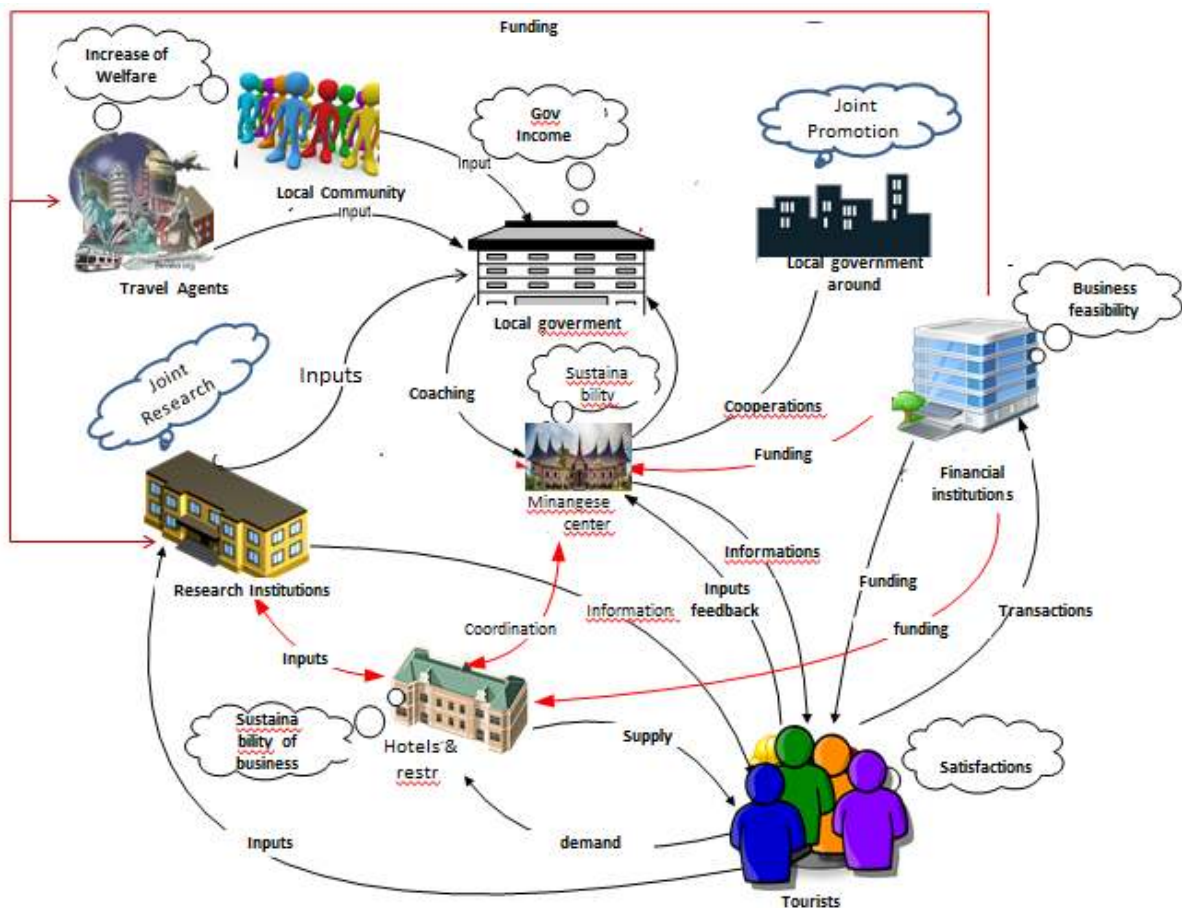 Funding
Increase of
Welfare
Gov
Income
Joint
Promotion
Input
Local Community
input
Travel Agents
Local government
around
Business
feasibility
Local goverment
Joint
Research
Inputs
Coaching
Sustaina
bility
Cooperations
Funding
Financial
institutions
Minangese
center
Research Institutions
Informations
Inputs
feedback
Information
Funding
Transactions
funding
Coordination
Inputs
Sustaina
bility of
business
Hotels &
restr
Supply
Satisfactions
Inputs
demand
Tourists